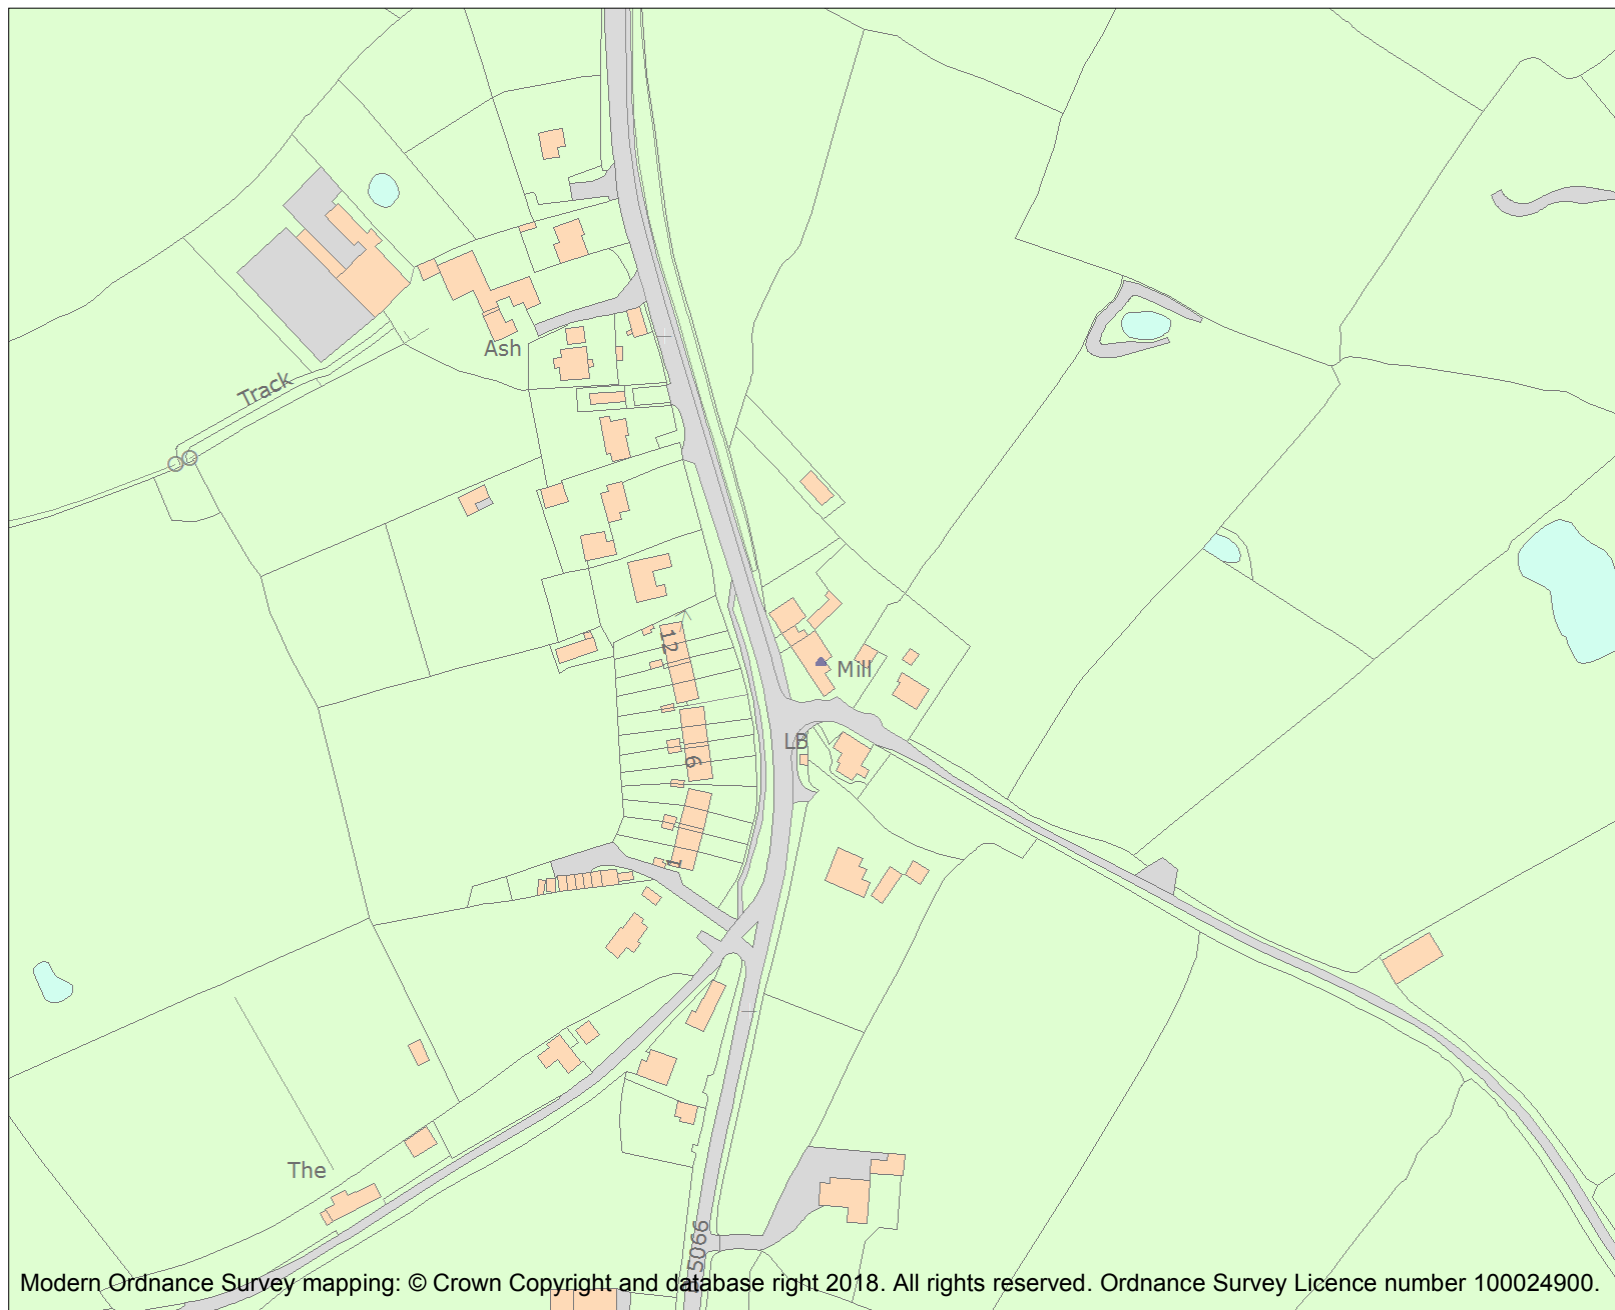 Ash
Track
12
Mill
LB
6
1
The
5066
Modern Ordnance Survey mapping: © Crown Copyright and database right 2018. All rights reserved. Ordnance Survey Licence number 100024900.